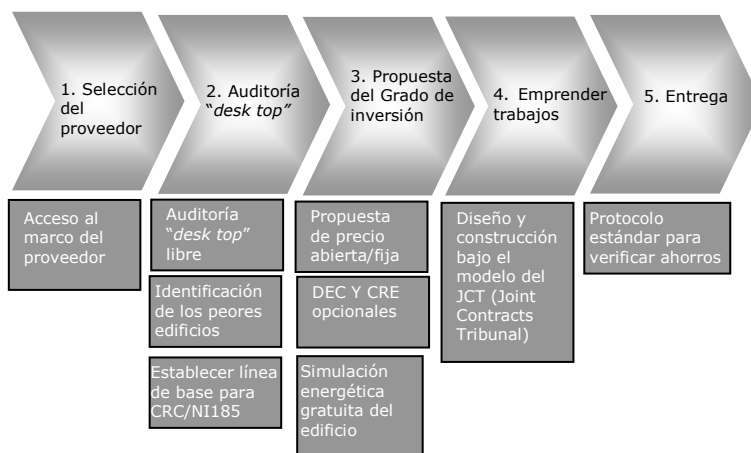 1. Selección
del
proveedor
2. Auditoría
“desk top”
3. Propuesta
del Grado de
inversión
4. Emprender
trabajos
5. Entrega
Acceso al
marco del
proveedor
Auditoría
“desk top”
libre
Identificación
de los peores
edificios
Establecer línea
de base para
CRC/NI185
Propuesta
de precio
abierta/fija
DEC Y CRE
opcionales
Simulación
energética
gratuita del
edificio
Diseño y
construcción
bajo el
modelo del
JCT (Joint
Contracts
Tribunal)
Protocolo
estándar para
verificar ahorros